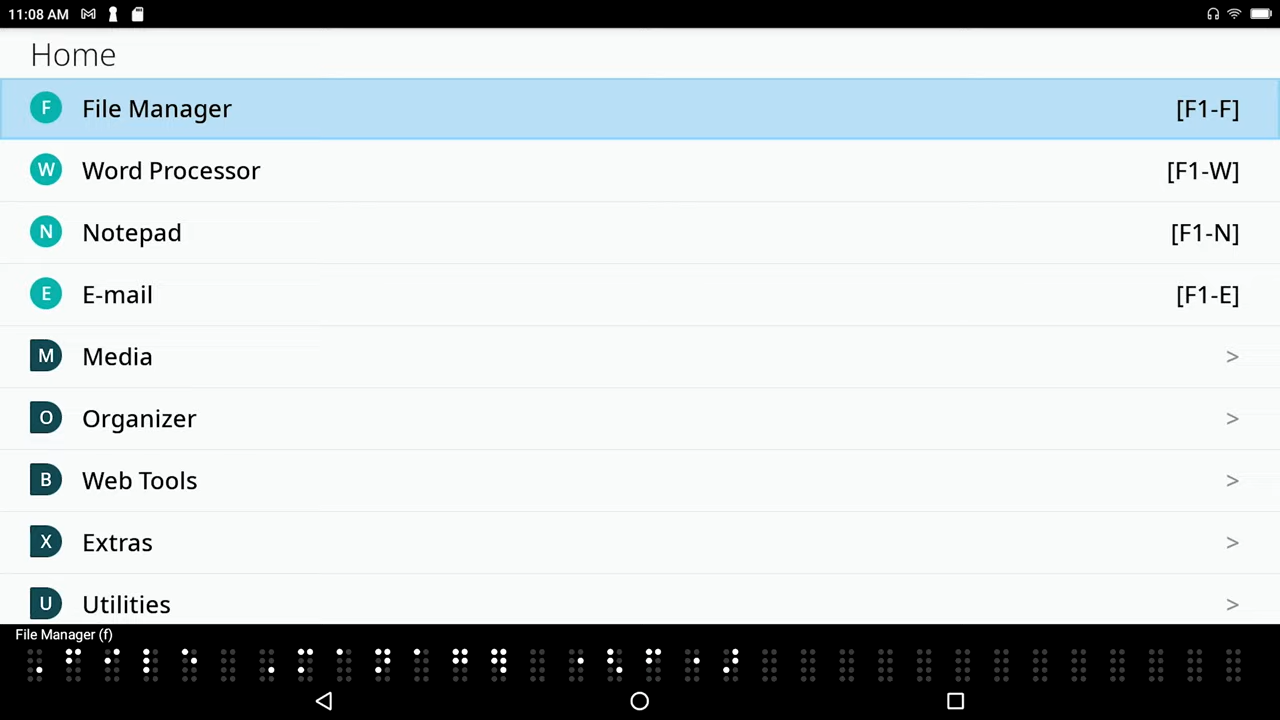 11:08 AM
Home
F File Manager [F1-F]
W Word Processor [F1-W]
N Notepad [F1-N]
E E-mail [F1-E]
M Media >
O Organizer >
B Web Tools >
X Extras >
U Utilities >
File Manager (f)